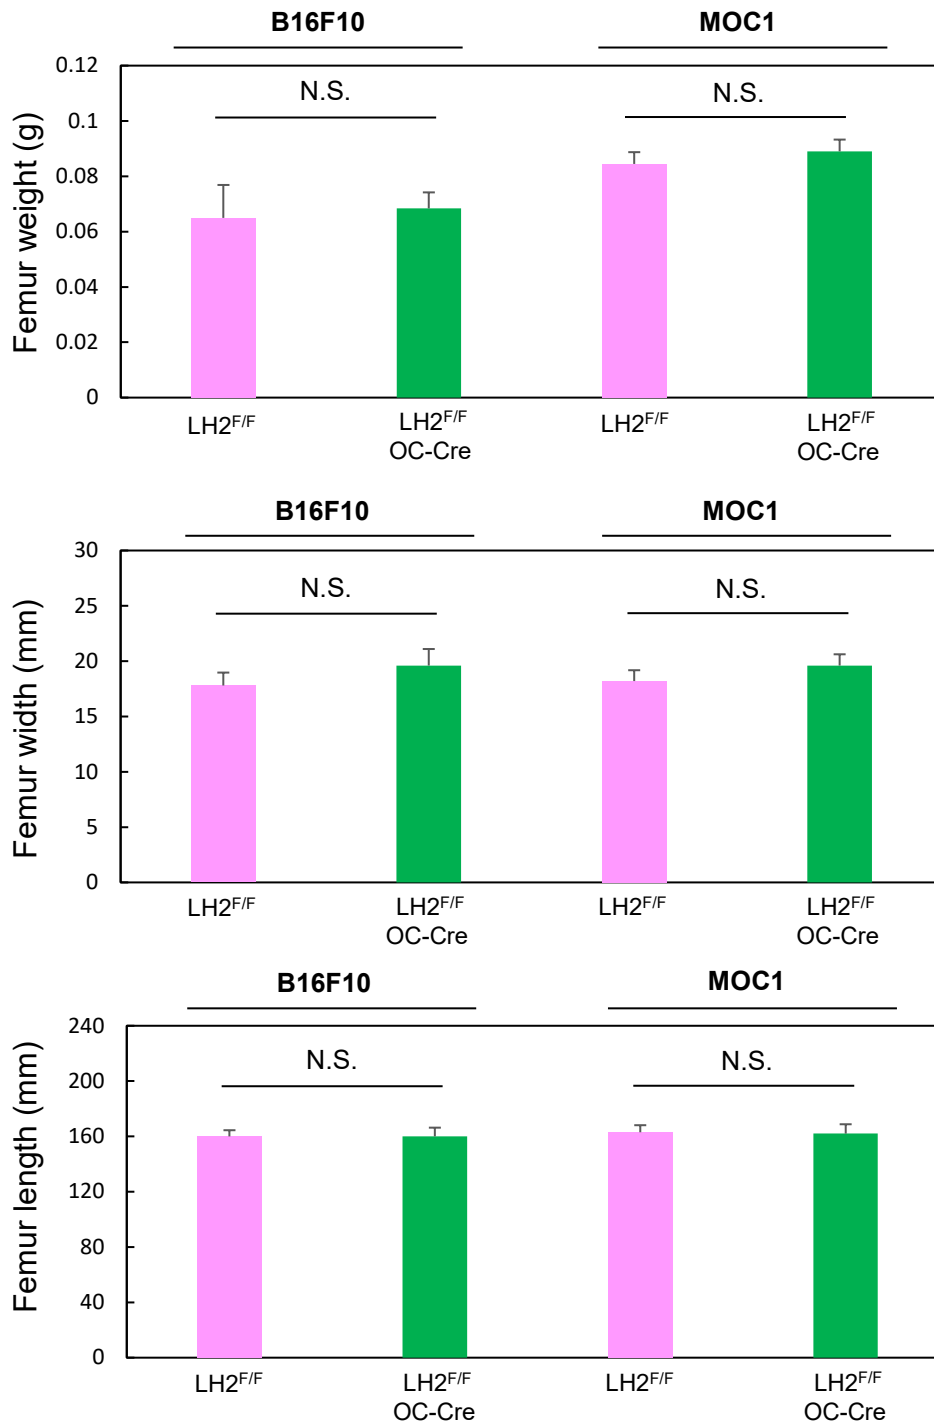 B16F10 MOC1
Femur weight (g)
0.12
0.1
0.08
0.06
0.04
0.02
0
N.S. N.S.
LH2F/F LH2F/F LH2F/F LH2F/F
OC-Cre OC-Cre
B16F10 MOC1
Femur width (mm)
30
25
20
15
10
5
0
N.S. N.S.
LH2F/F LH2F/F LH2F/F LH2F/F
OC-Cre OC-Cre
B16F10 MOC1
Femur length (mm)
240
200
160
120
80
40
0
N.S. N.S.
LH2F/F LH2F/F LH2F/F LH2F/F
OC-Cre OC-Cre